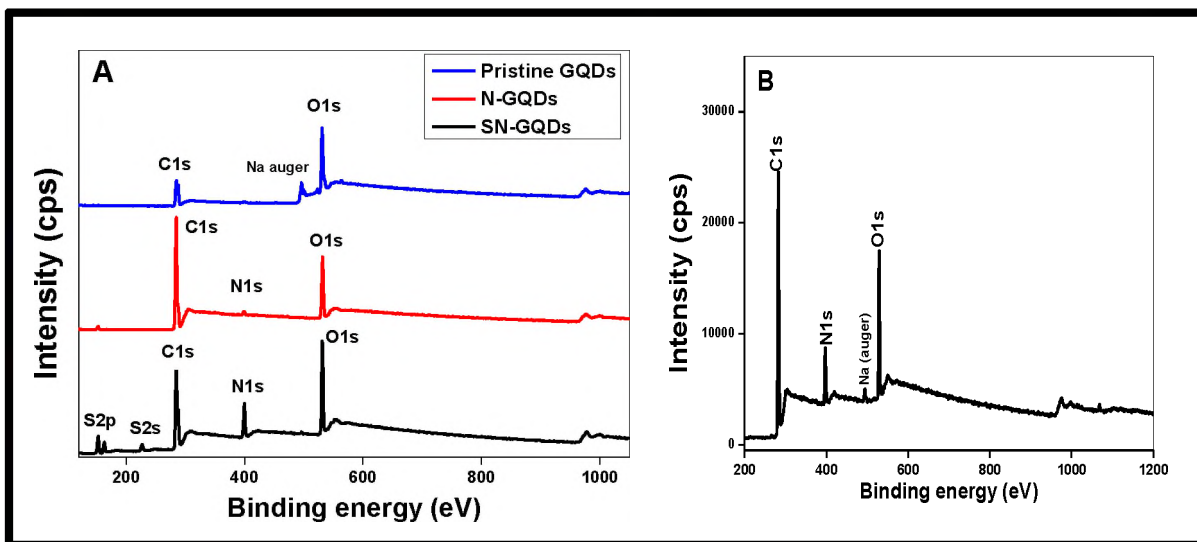 A
Pristine GQDs
N-GQDs
SN-GQDs
O1s
C1s
Na auger
C1s
O1s
N1s
C1s
O1s
N1s
S2p
S2s
Intensity (cps)
200
400
600
800
1000
Binding energy (eV)
B
C1s
O1s
N1s
Na (auger)
Intensity (cps)
30000
20000
10000
0
200
400
600
800
1000
1200
Binding energy (eV)